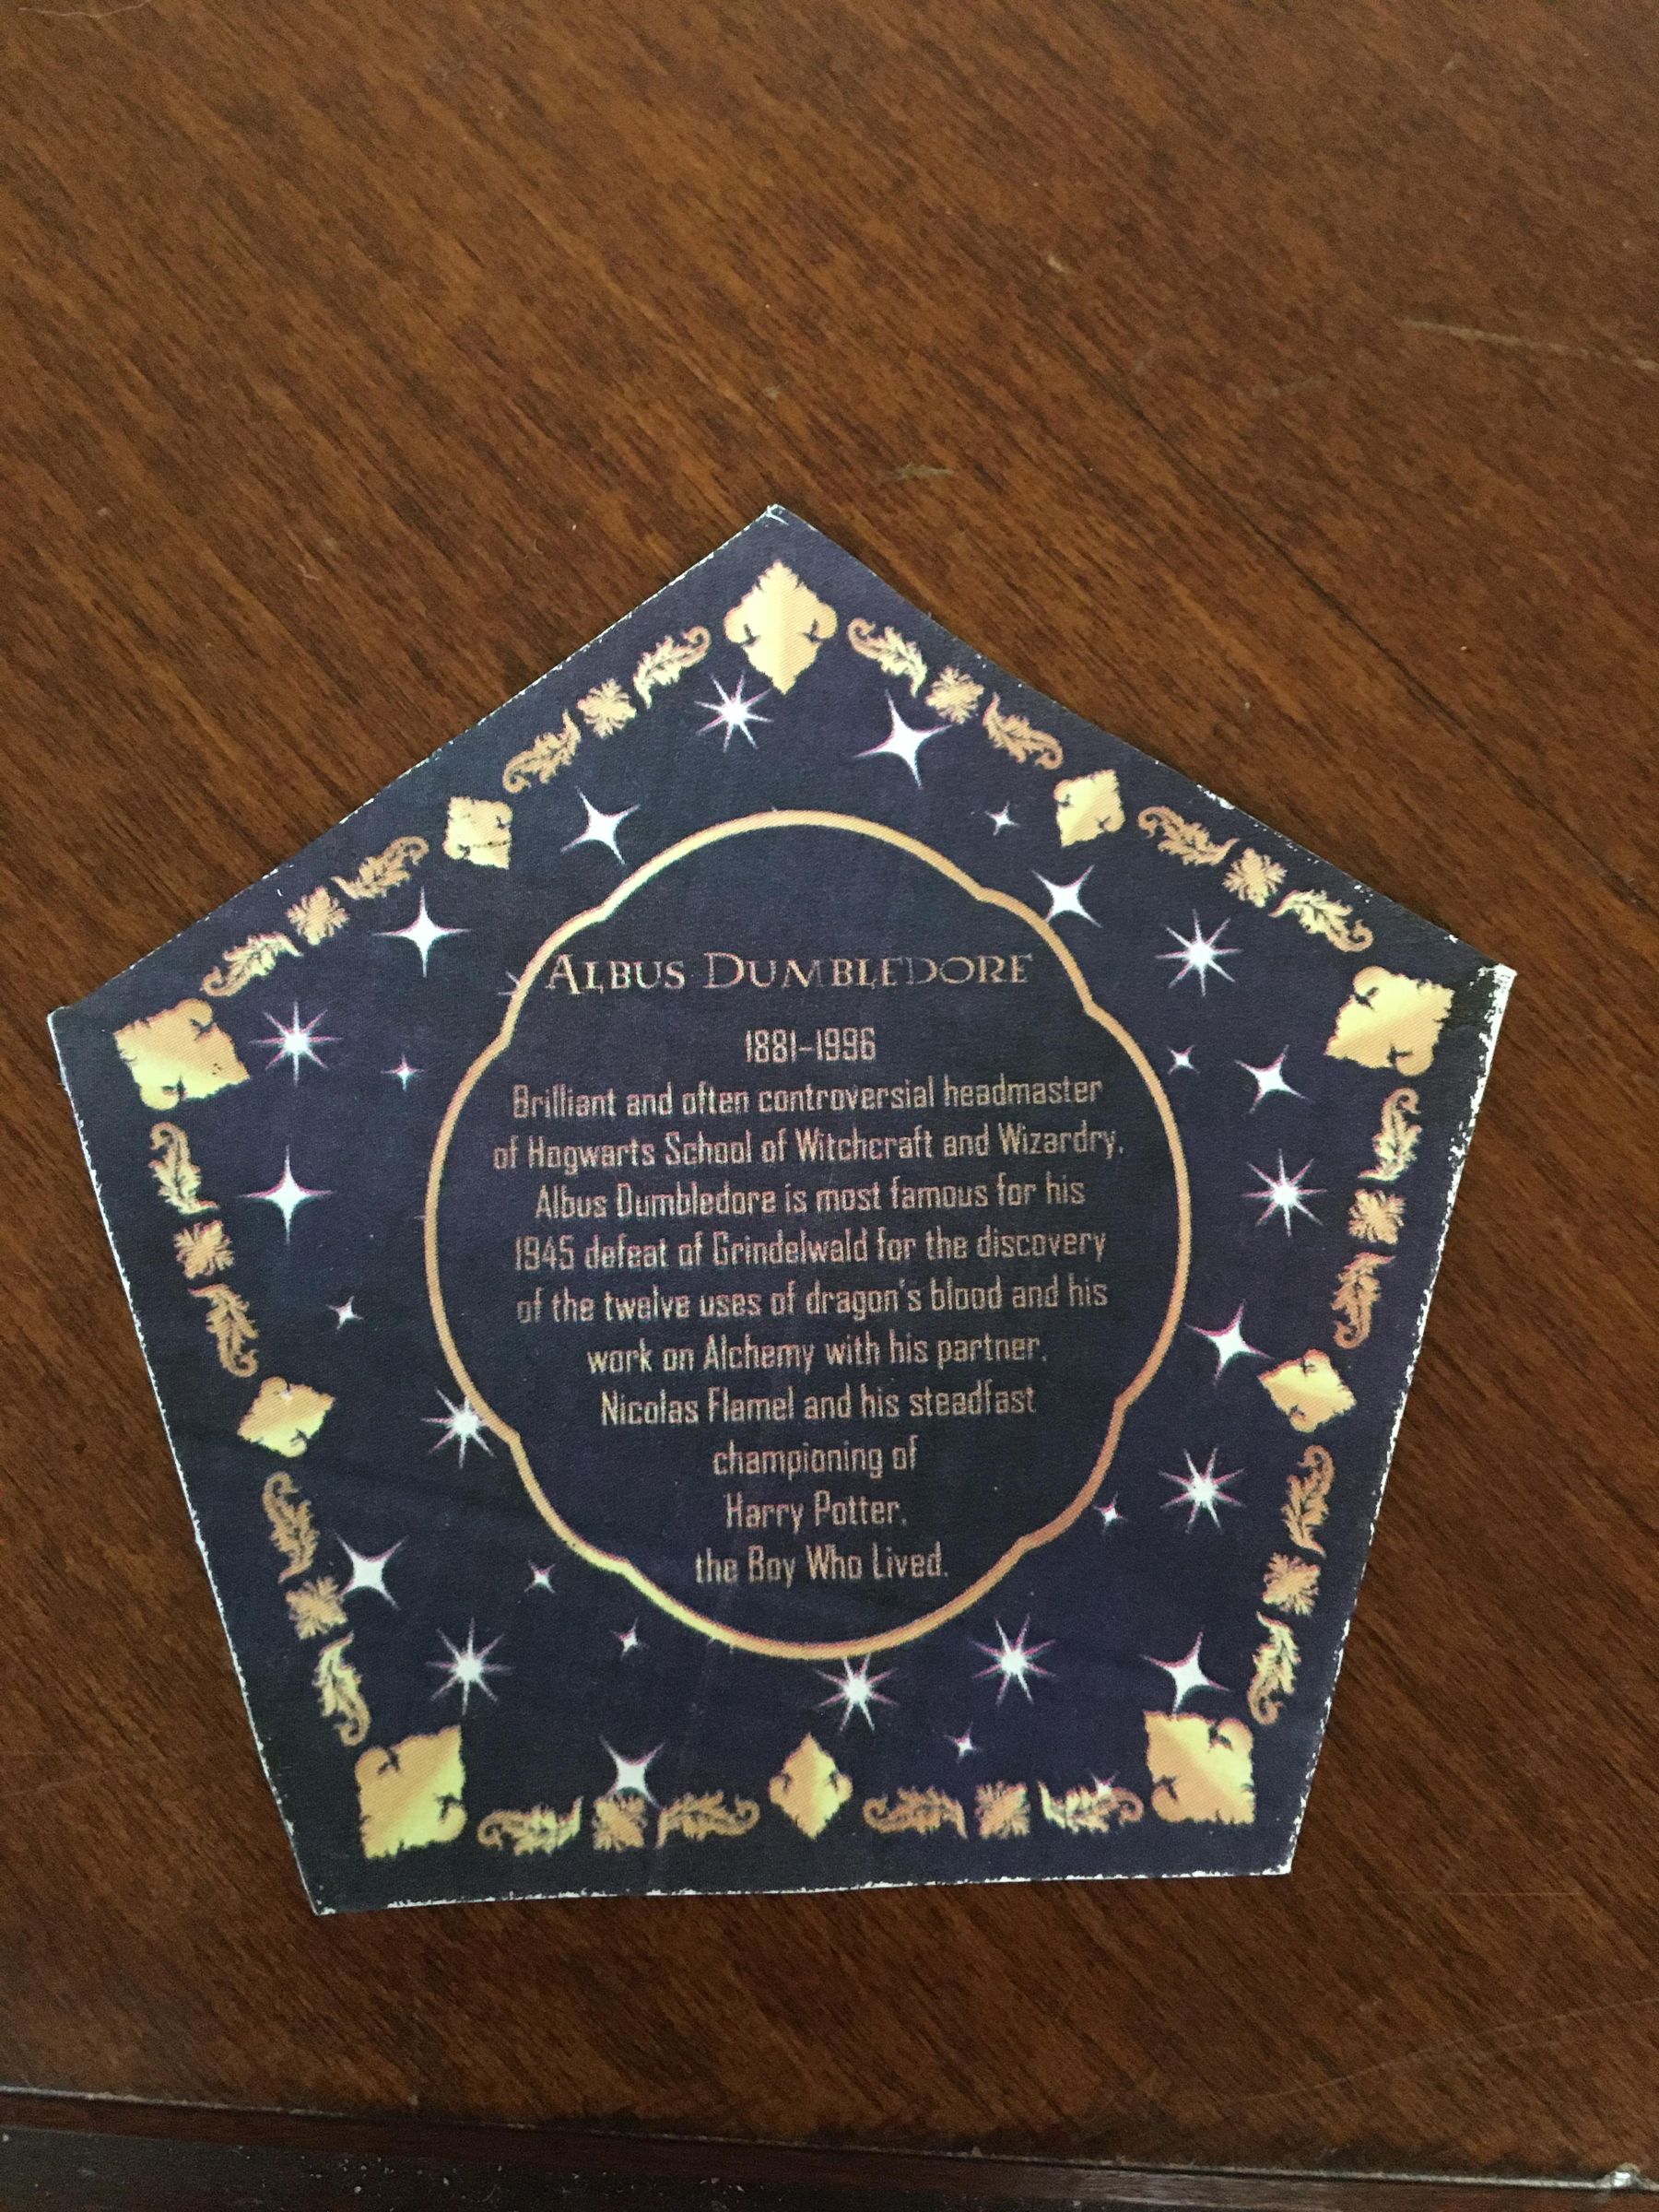 ALBUS DUMBLEDORE
1881-1996
Brilliant and often controversial headmaster
of Hogwarts School of Witchcraft and Wizardry,
Albus Dumbledore is most famous for his
1945 defeat of Grindelwald for the discovery
of the twelve uses of dragon's blood and his
work on Alchemy with his partner,
Nicolas Flamel and his steadfast
championing of
Harry Potter,
the Boy Who Lived.